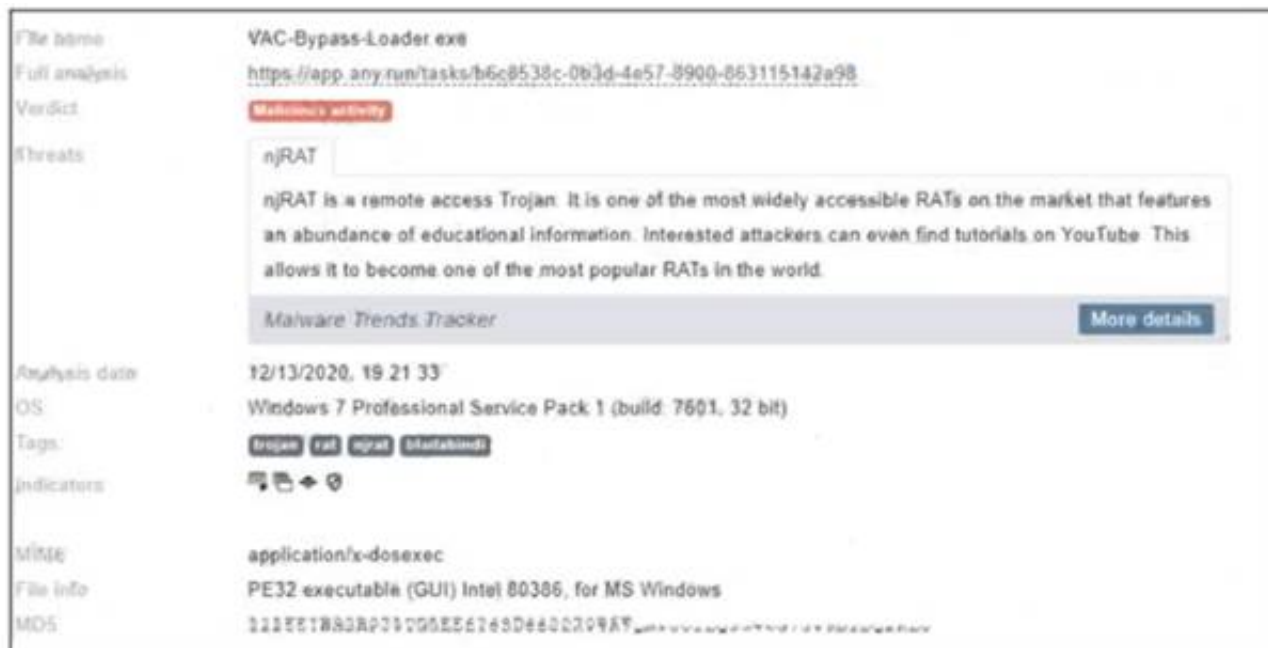 File name VAC-Bypass-Loader.exe
Full analysis https://app.any.run/tasks/b6c8538c-0b3d-4e57-8900-863115142a98
Verdict Malicious activity
Threats njRAT
njRAT is a remote access Trojan. It is one of the most widely accessible RATs on the market that features
an abundance of educational information. Interested attackers can even find tutorials on YouTube. This
allows it to become one of the most popular RATs in the world.
Malware Trends Tracker More details
Analysis date 12/13/2020, 19:21:33
OS: Windows 7 Professional Service Pack 1 (build: 7601, 32 bit)
Tags: trojan rat njrat bladabindi
Indicators:
MIME: application/x-dosexec
File info: PE32 executable (GUI) Intel 80386, for MS Windows
MD5